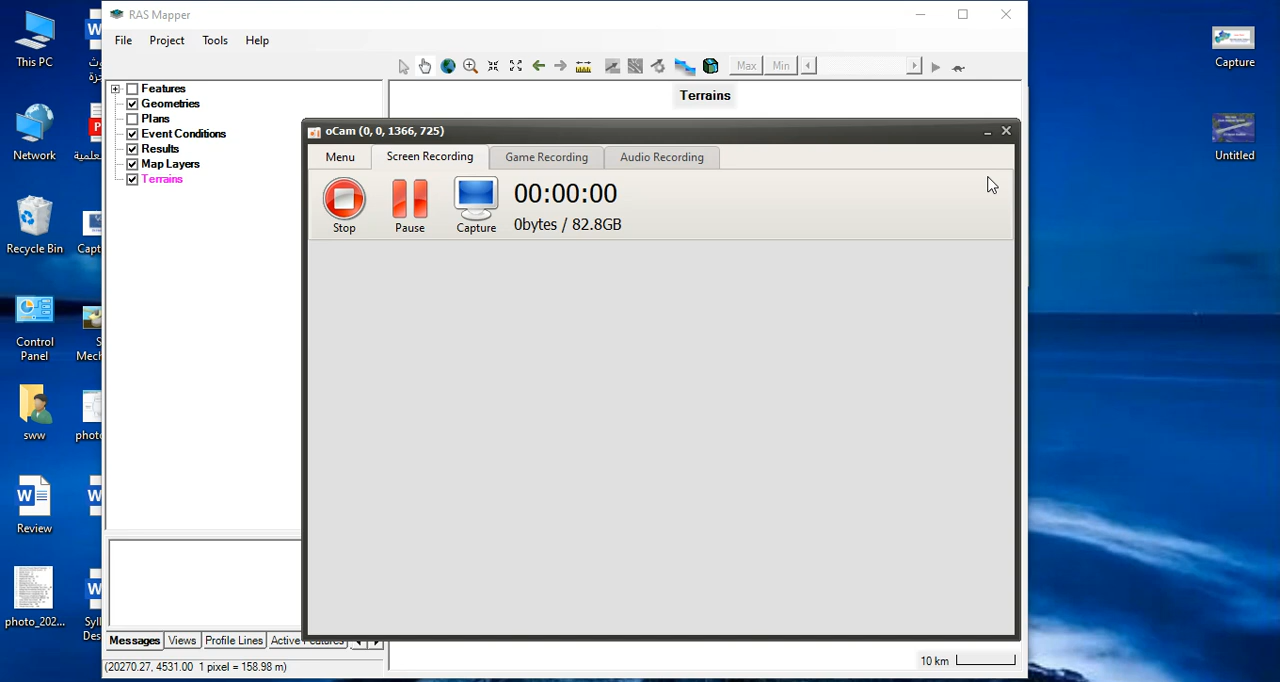 This PC
Network
Recycle Bin
Control
Panel
sww
Review
photo_202...
RAS Mapper
File Project Tools Help
Max Min
Features
Geometries
Plans
Event Conditions
Results
Map Layers
Terrains
Terrains
oCam (0, 0, 1366, 725)
Menu Screen Recording Game Recording Audio Recording
Stop Pause Capture
00:00:00
0bytes / 82.8GB
Messages Views Profile Lines
(20270.27, 4531.00 1 pixel = 158.98 m)
10 km
Capture
Untitled